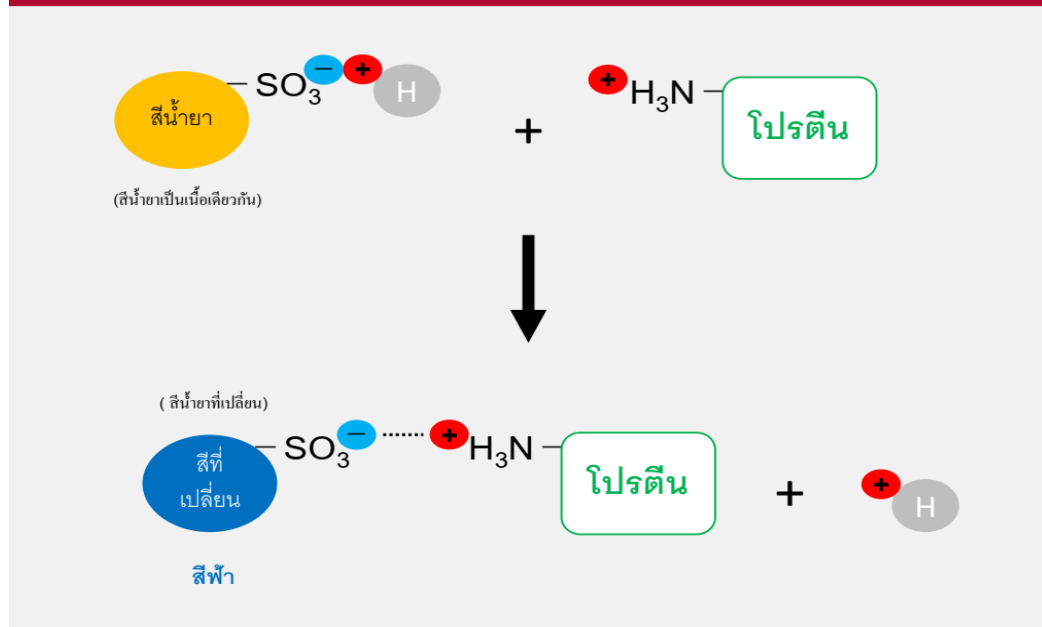 สีน้ำยา
SO₃
−
+
H
(สีน้ำยาเป็นเนื้อเดียวกัน)
+
+
H₃N
โปรตีน
( สีน้ำยาที่เปลี่ยน)
สีที่
เปลี่ยน
SO₃
−
.......
+
H₃N
โปรตีน
+
+
H
สีฟ้า